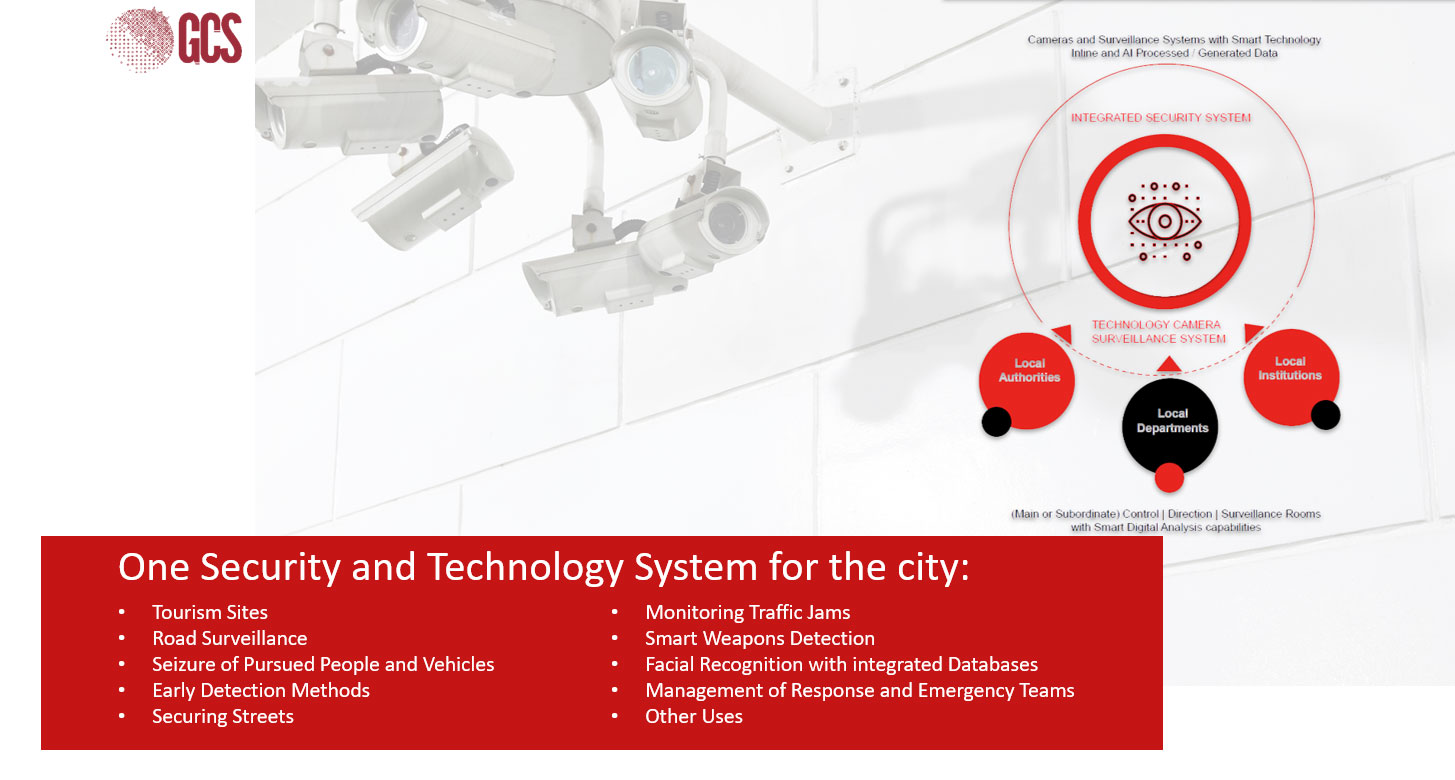 GCS
Cameras and Surveillance Systems with Smart Technology
Inline and AI Processed / Generated Data
INTEGRATED SECURITY SYSTEM
TECHNOLOGY CAMERA
SURVEILLANCE SYSTEM
Local
Authorities
Local
Departments
Local
Institutions
(Main or Subordinate) Control | Direction | Surveillance Rooms
with Smart Digital Analysis capabilities
One Security and Technology System for the city:
• Tourism Sites
• Road Surveillance
• Seizure of Pursued People and Vehicles
• Early Detection Methods
• Securing Streets
• Monitoring Traffic Jams
• Smart Weapons Detection
• Facial Recognition with integrated Databases
• Management of Response and Emergency Teams
• Other Uses